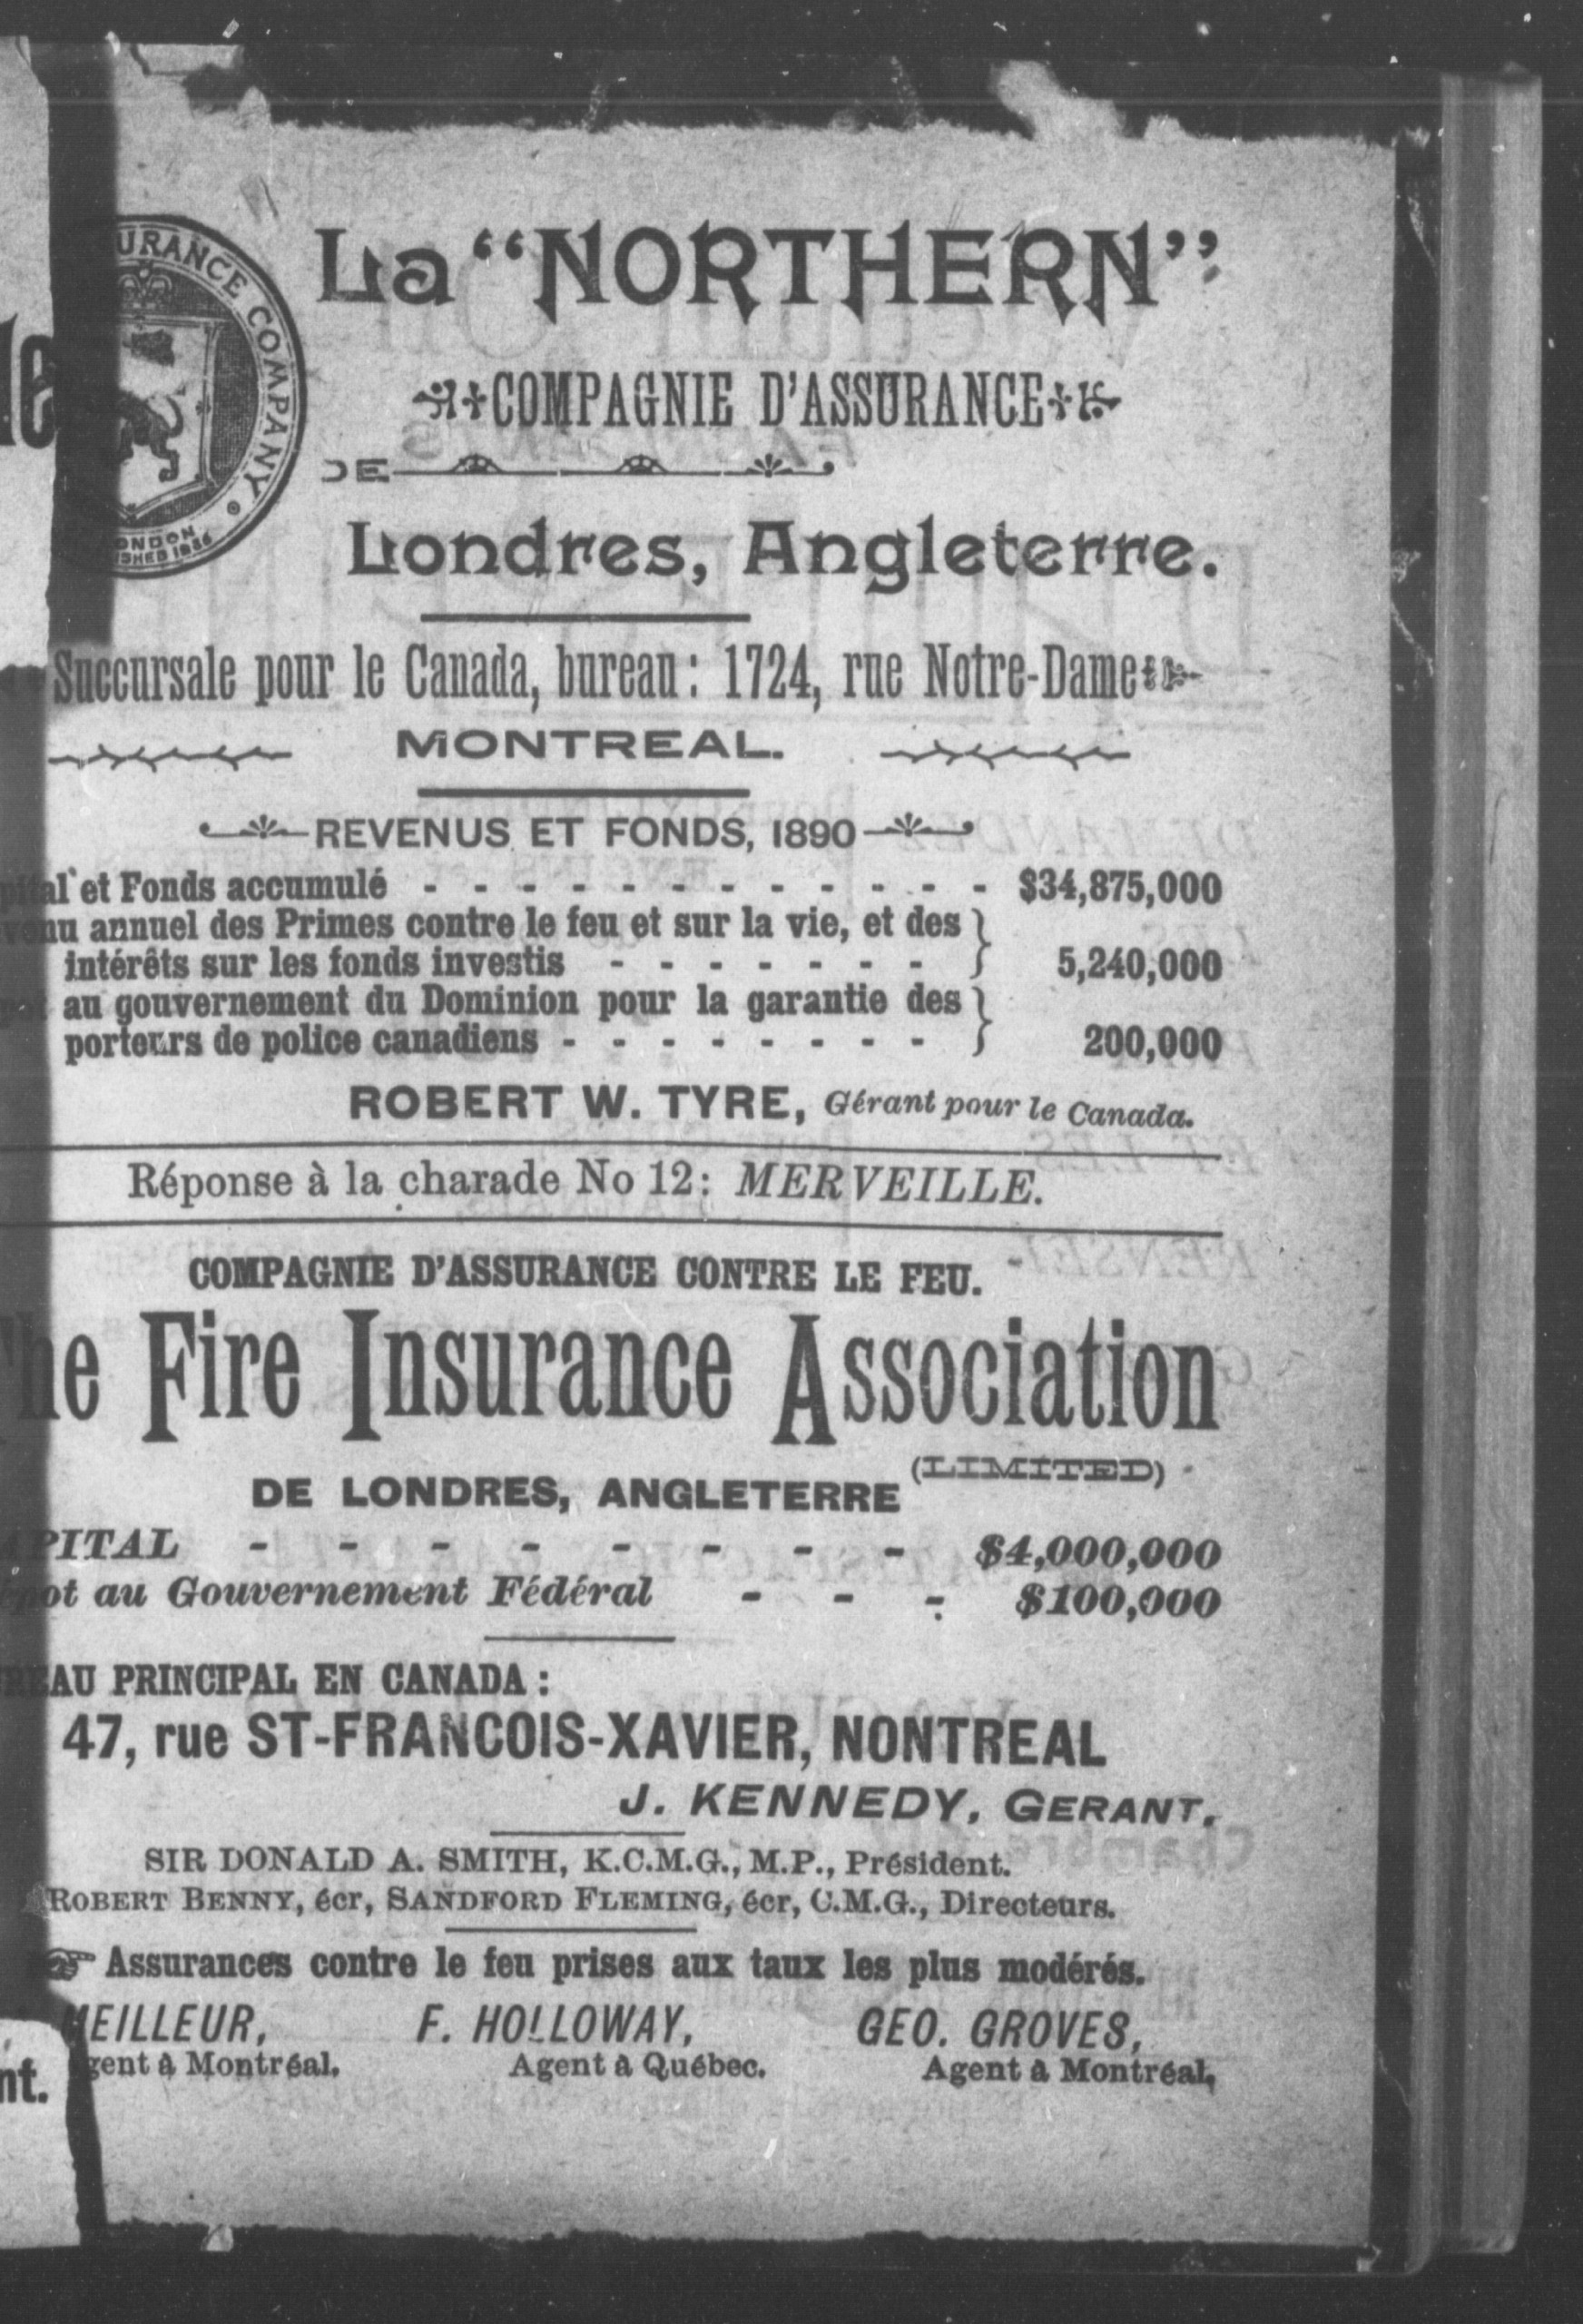 La "NORTHERN"
COMPAGNIE D'ASSURANCE
DE
Londres, Angleterre.
COMPANY
Succursale pour le Canada, bureau: 1724, rue Notre-Dame
MONTREAL.
REVENUS ET FONDS, 1890
et Fonds accumulé - - - - - - - - - - - - $34,875,000
annuel des Primes contre le feu et sur la vie, et des
intérêts sur les fonds investis - - - - - - - 5,240,000
au gouvernement du Dominion pour la garantie des
porteurs de police canadiens - - - - - - - - 200,000
ROBERT W. TYRE, Gérant pour le Canada.
Réponse à la charade No 12: MERVEILLE.
COMPAGNIE D'ASSURANCE CONTRE LE FEU.
The Fire Insurance Association
DE LONDRES, ANGLETERRE (LIMITED)
CAPITAL - - - - - - - - $4,000,000
Dépot au Gouvernement Fédéral - - - $100,000
BUREAU PRINCIPAL EN CANADA :
47, rue ST-FRANCOIS-XAVIER, NONTREAL
J. KENNEDY, GERANT.
SIR DONALD A. SMITH, K.C.M.G., M.P., Président.
ROBERT BENNY, écr, SANDFORD FLEMING, écr, C.M.G., Directeurs.
Assurances contre le feu prises aux taux les plus modérés.
MEILLEUR, F. HOLLOWAY, GEO. GROVES,
Agent à Montréal. Agent à Québec. Agent à Montréal,